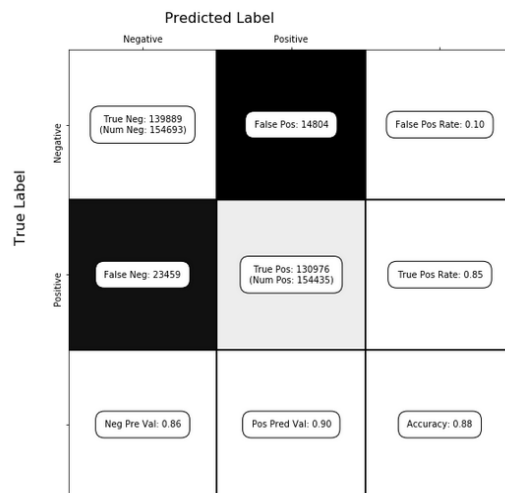 Predicted Label
Negative
Positive
True Label
Negative
True Neg: 139889
(Num Neg: 154693)
False Pos: 14804
False Pos Rate: 0.10
Positive
False Neg: 23459
True Pos: 130976
(Num Pos: 154435)
True Pos Rate: 0.85
Neg Pre Val: 0.86
Pos Pred Val: 0.90
Accuracy: 0.88